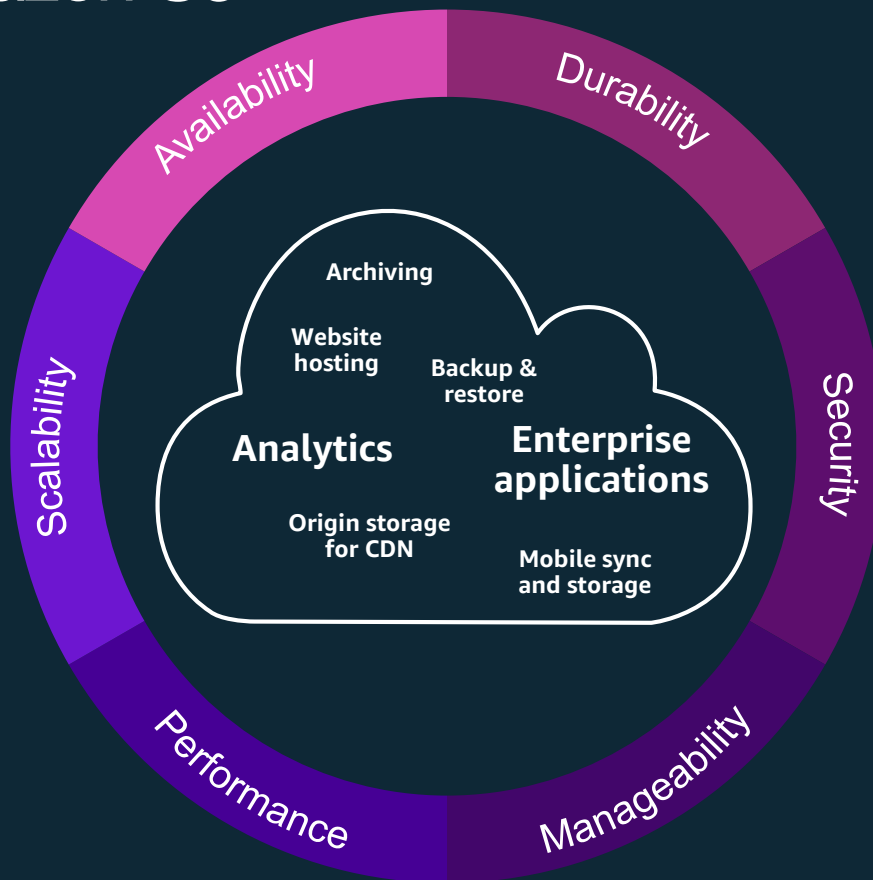 Availability
Durability
Archiving
Website
hosting
Backup &
restore
Scalability
Security
Analytics
Enterprise
applications
Origin storage
for CDN
Mobile sync
and storage
Performance
Manageability